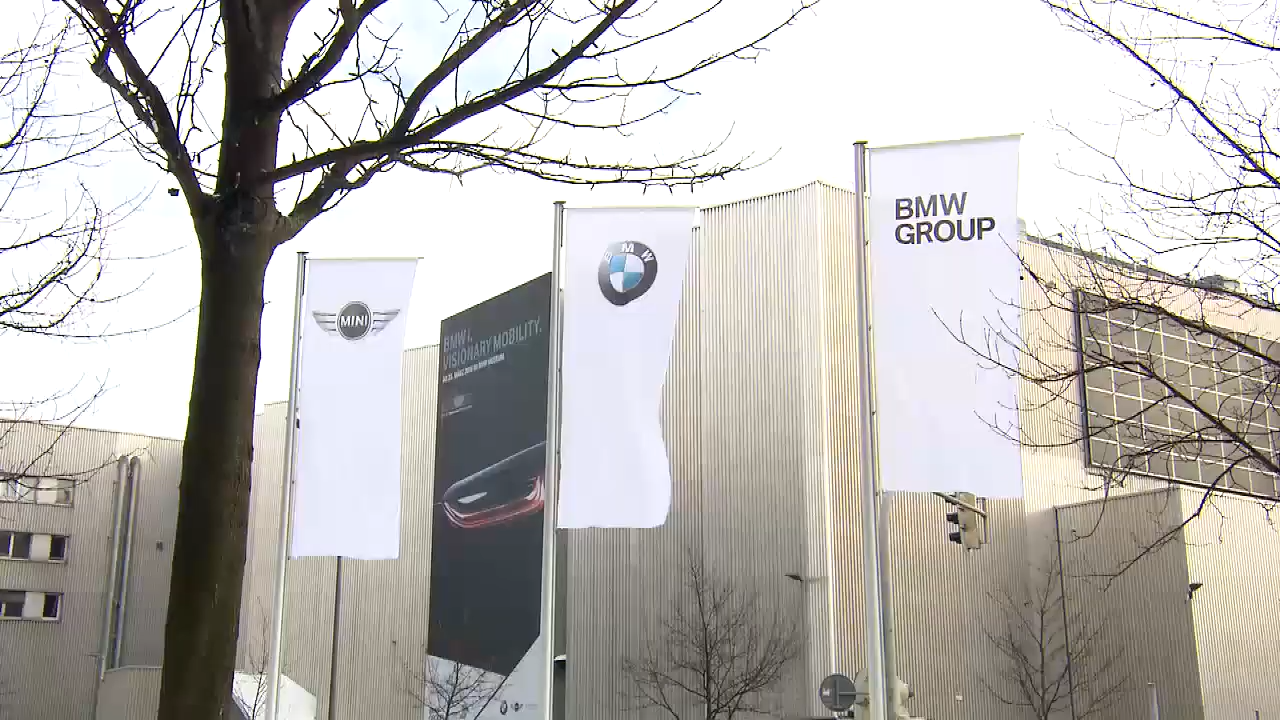 MINI
BMW i.
VISIONARY MOBILITY.
BMW
BMW
GROUP